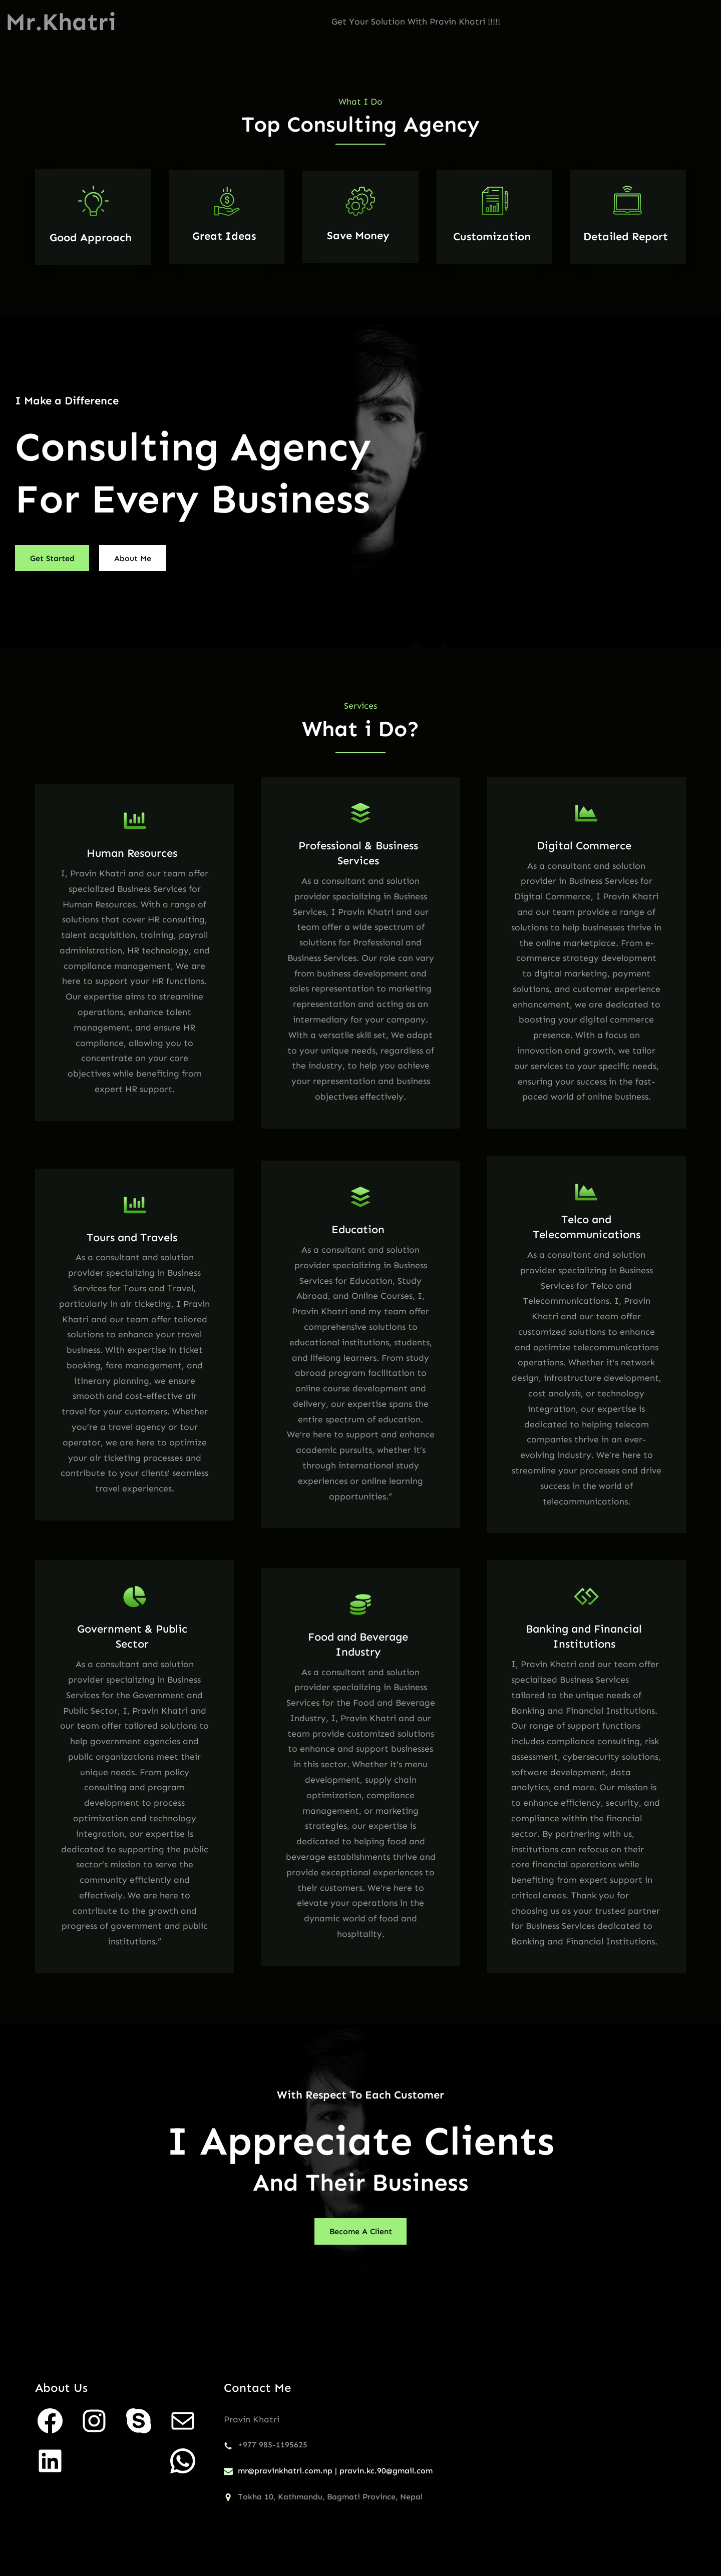 Mr.Khatri
Get Your Solution With Pravin Khatri !!!!!
What I Do
Top Consulting Agency
Good Approach
Great Ideas
Save Money
Customization
Detailed Report
I Make a Difference
Consulting Agency
For Every Business
Get Started
About Me
Services
What i Do?
Human Resources
I, Pravin Khatri and our team offer
specialized Business Services for
Human Resources. With a range of
solutions that cover HR consulting,
talent acquisition, training, payroll
administration, HR technology, and
compliance management, We are
here to support your HR functions.
Our expertise aims to streamline
operations, enhance talent
management, and ensure HR
compliance, allowing you to
concentrate on your core
objectives while benefiting from
expert HR support.
Professional & Business
Services
As a consultant and solution
provider specializing in Business
Services, I Pravin Khatri and our
team offer a wide spectrum of
solutions for Professional and
Business Services. Our role can vary
from business development and
sales representation to marketing
representation and acting as an
intermediary for your company.
With a versatile skill set, We adapt
to your unique needs, regardless of
the industry, to help you achieve
your representation and business
objectives effectively.
Digital Commerce
As a consultant and solution
provider in Business Services for
Digital Commerce, I Pravin Khatri
and our team provide a range of
solutions to help businesses thrive in
the online marketplace. From e-
commerce strategy development
to digital marketing, payment
solutions, and customer experience
enhancement, we are dedicated to
boosting your digital commerce
presence. With a focus on
innovation and growth, we tailor
our services to your specific needs,
ensuring your success in the fast-
paced world of online business.
Tours and Travels
As a consultant and solution
provider specializing in Business
Services for Tours and Travel,
particularly in air ticketing, I Pravin
Khatri and our team offer tailored
solutions to enhance your travel
business. With expertise in ticket
booking, fare management, and
itinerary planning, we ensure
smooth and cost-effective air
travel for your customers. Whether
you're a travel agency or tour
operator, we are here to optimize
your air ticketing processes and
contribute to your clients' seamless
travel experiences.
Education
As a consultant and solution
provider specializing in Business
Services for Education, Study
Abroad, and Online Courses, I,
Pravin Khatri and my team offer
comprehensive solutions to
educational institutions, students,
and lifelong learners. From study
abroad program facilitation to
online course development and
delivery, our expertise spans the
entire spectrum of education.
We're here to support and enhance
academic pursuits, whether it's
through international study
experiences or online learning
opportunities."
Telco and
Telecommunications
As a consultant and solution
provider specializing in Business
Services for Telco and
Telecommunications. I, Pravin
Khatri and our team offer
customized solutions to enhance
and optimize telecommunications
operations. Whether it's network
design, infrastructure development,
cost analysis, or technology
integration, our expertise is
dedicated to helping telecom
companies thrive in an ever-
evolving industry. We're here to
streamline your processes and drive
success in the world of
telecommunications.
Government & Public
Sector
As a consultant and solution
provider specializing in Business
Services for the Government and
Public Sector, I, Pravin Khatri and
our team offer tailored solutions to
help government agencies and
public organizations meet their
unique needs. From policy
consulting and program
development to process
optimization and technology
integration, our expertise is
dedicated to supporting the public
sector's mission to serve the
community efficiently and
effectively. We are here to
contribute to the growth and
progress of government and public
institutions."
Food and Beverage
Industry
As a consultant and solution
provider specializing in Business
Services for the Food and Beverage
Industry, I, Pravin Khatri and our
team provide customized solutions
to enhance and support businesses
in this sector. Whether it's menu
development, supply chain
optimization, compliance
management, or marketing
strategies, our expertise is
dedicated to helping food and
beverage establishments thrive and
provide exceptional experiences to
their customers. We're here to
elevate your operations in the
dynamic world of food and
hospitality.
Banking and Financial
Institutions
I, Pravin Khatri and our team offer
specialized Business Services
tailored to the unique needs of
Banking and Financial Institutions.
Our range of support functions
includes compliance consulting, risk
assessment, cybersecurity solutions,
software development, data
analytics, and more. Our mission is
to enhance efficiency, security, and
compliance within the financial
sector. By partnering with us,
institutions can refocus on their
core financial operations while
benefiting from expert support in
critical areas. Thank you for
choosing us as your trusted partner
for Business Services dedicated to
Banking and Financial Institutions.
With Respect To Each Customer
I Appreciate Clients
And Their Business
Become A Client
About Us
Contact Me
Pravin Khatri
+977 985-1195625
mr@pravinkhatri.com.np | pravin.kc.90@gmail.com
Tokha 10, Kathmandu, Bagmati Province, Nepal